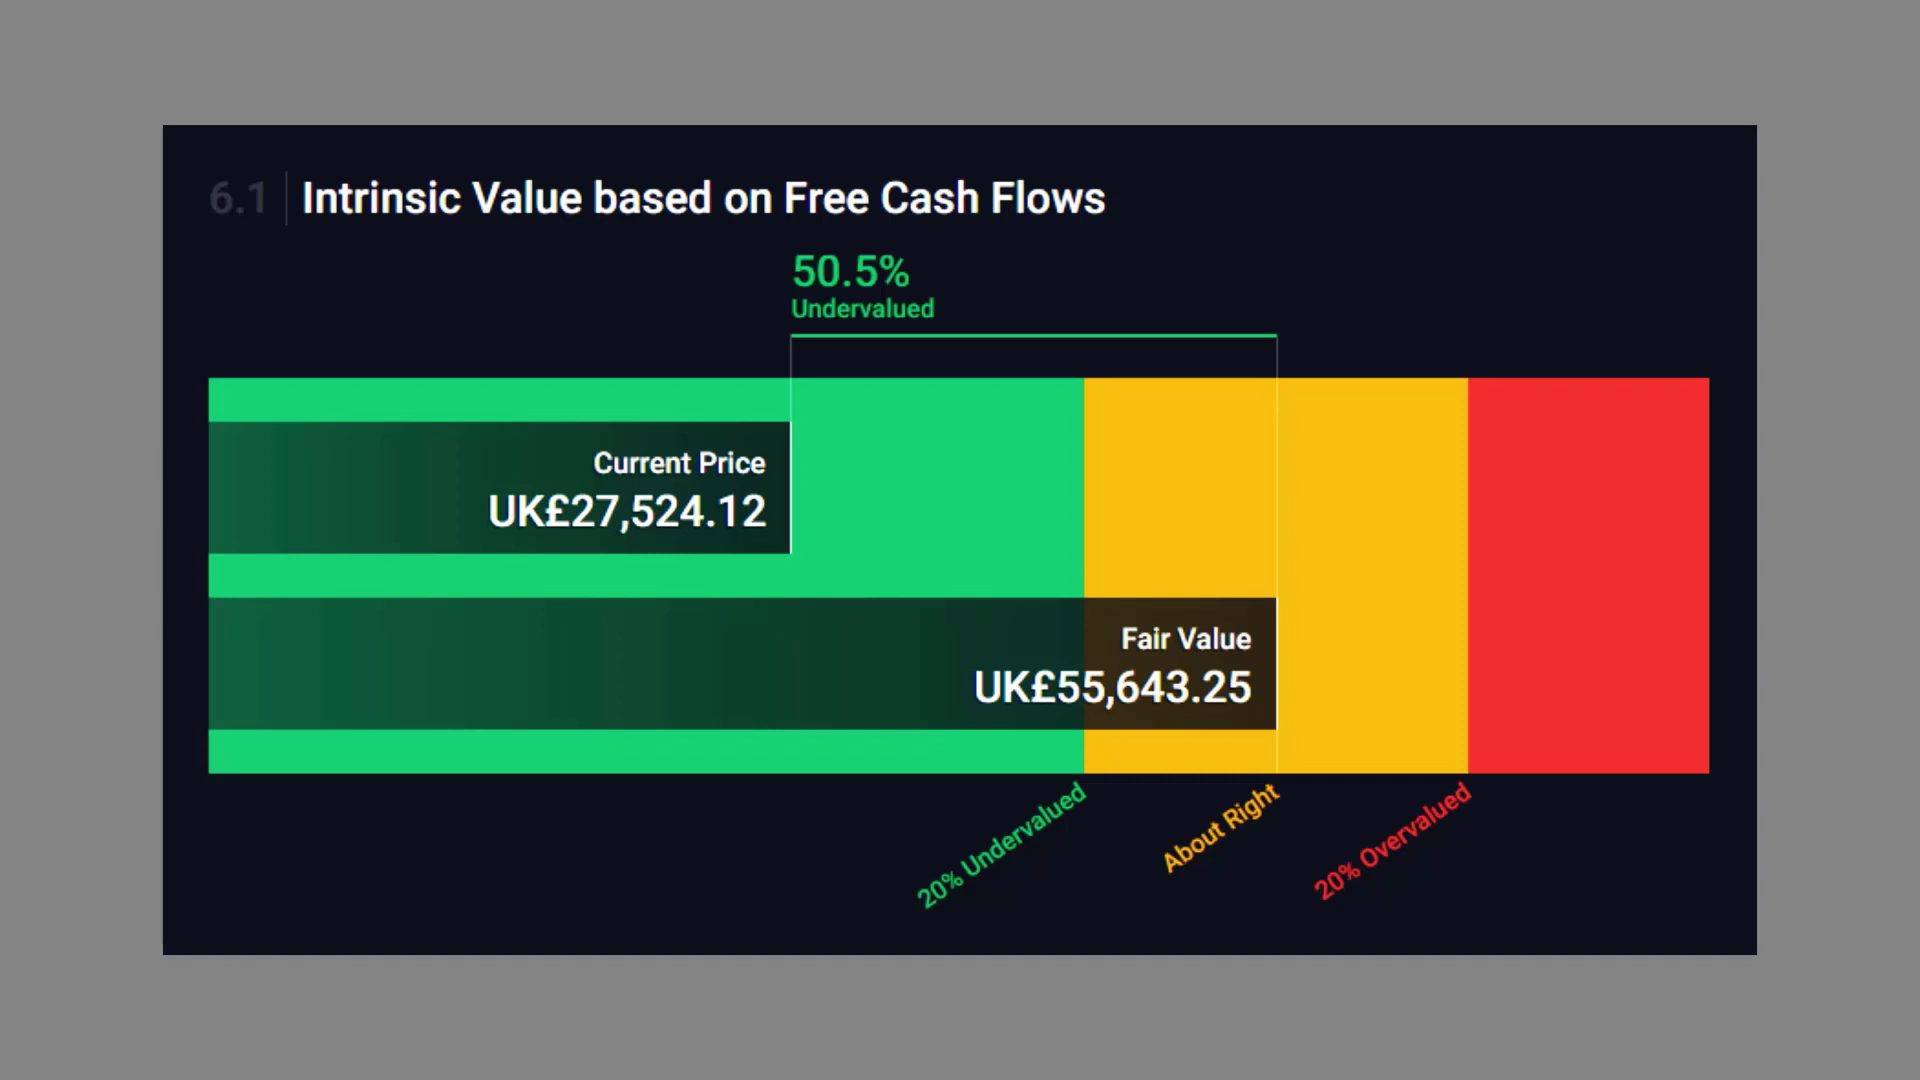 6.1 Intrinsic Value based on Free Cash Flows
50.5%
Undervalued
Current Price
UK£27,524.12
Fair Value
UK£55,643.25
20% Undervalued
About Right
20% Overvalued